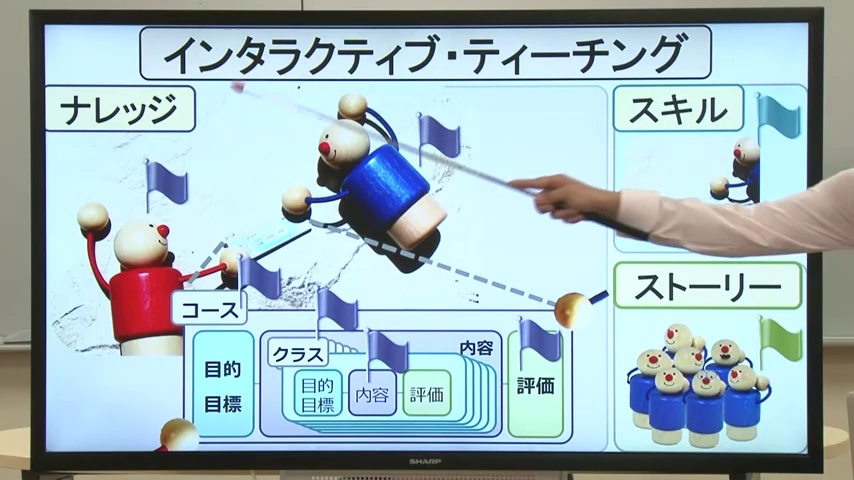 インタラクティブ・ティーチング
ナレッジ
スキル
ストーリー
コース
目的
目標
クラス
内容
目的
目標
内容
評価
評価
SHARP